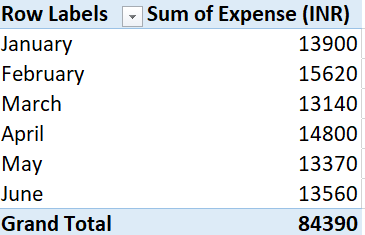 Row Labels Sum of Expense (INR)
January 13900
February 15620
March 13140
April 14800
May 13370
June 13560
Grand Total 84390